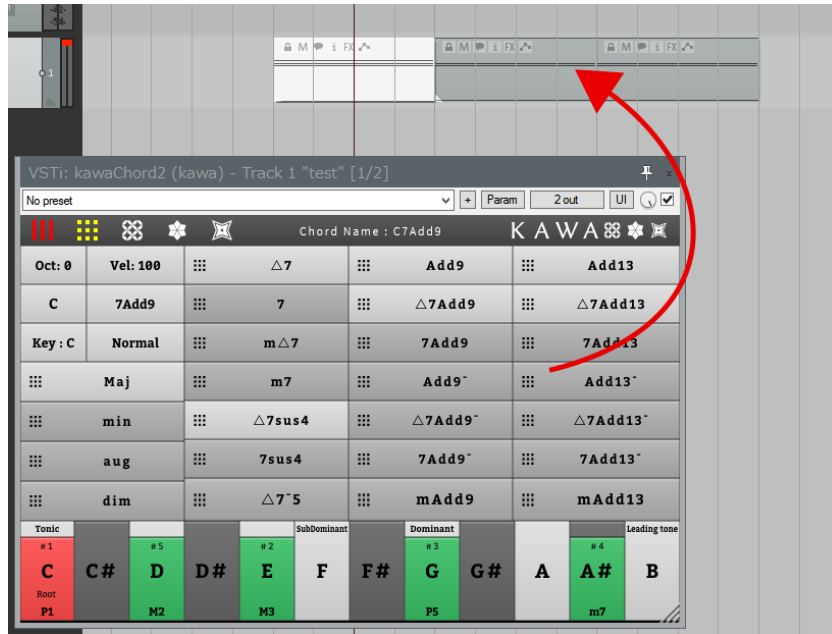 M i FX M i FX M i FX
1
VSTi: kawaChord2 (kawa) - Track 1 "test" [1/2]
No preset + Param 2 out UI
Chord Name : C7Add9 KAWA
Oct: 0 Vel: 100 △7 Add9 Add13
C 7Add9 7 △7Add9 △7Add13
Key : C Normal m△7 7Add9 7Add13
Maj m7 Add9- Add13-
min △7sus4 △7Add9- △7Add13-
aug 7sus4 7Add9- 7Add13-
dim △7-5 mAdd9 mAdd13
Tonic SubDominant Dominant Leading tone
#1 #5 #2 #3 #4
C C# D D# E F F# G G# A A# B
Root
P1 M2 M3 P5 m7